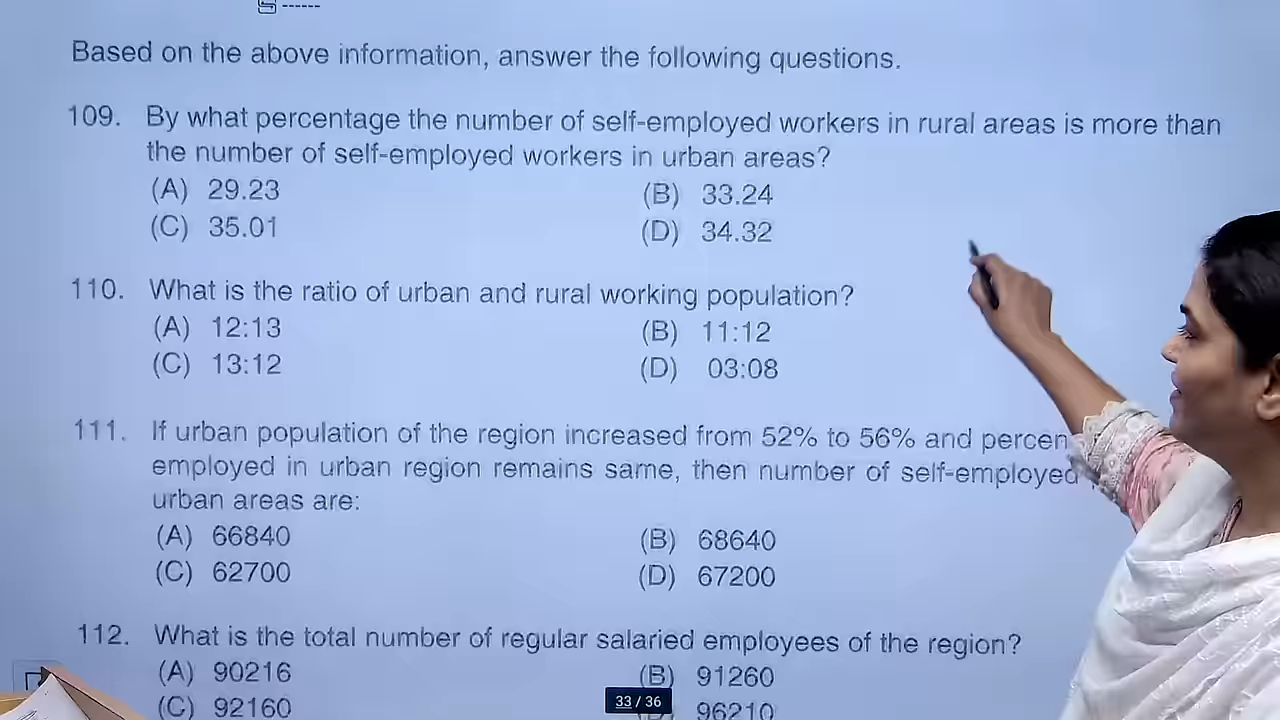 Based on the above information, answer the following questions.
109. By what percentage the number of self-employed workers in rural areas is more than
the number of self-employed workers in urban areas?
(A) 29.23 (B) 33.24
(C) 35.01 (D) 34.32
110. What is the ratio of urban and rural working population?
(A) 12:13 (B) 11:12
(C) 13:12 (D) 03:08
111. If urban population of the region increased from 52% to 56% and percen
employed in urban region remains same, then number of self-employed
urban areas are:
(A) 66840 (B) 68640
(C) 62700 (D) 67200
112. What is the total number of regular salaried employees of the region?
(A) 90216 (B) 91260
(C) 92160 96210
33 / 36